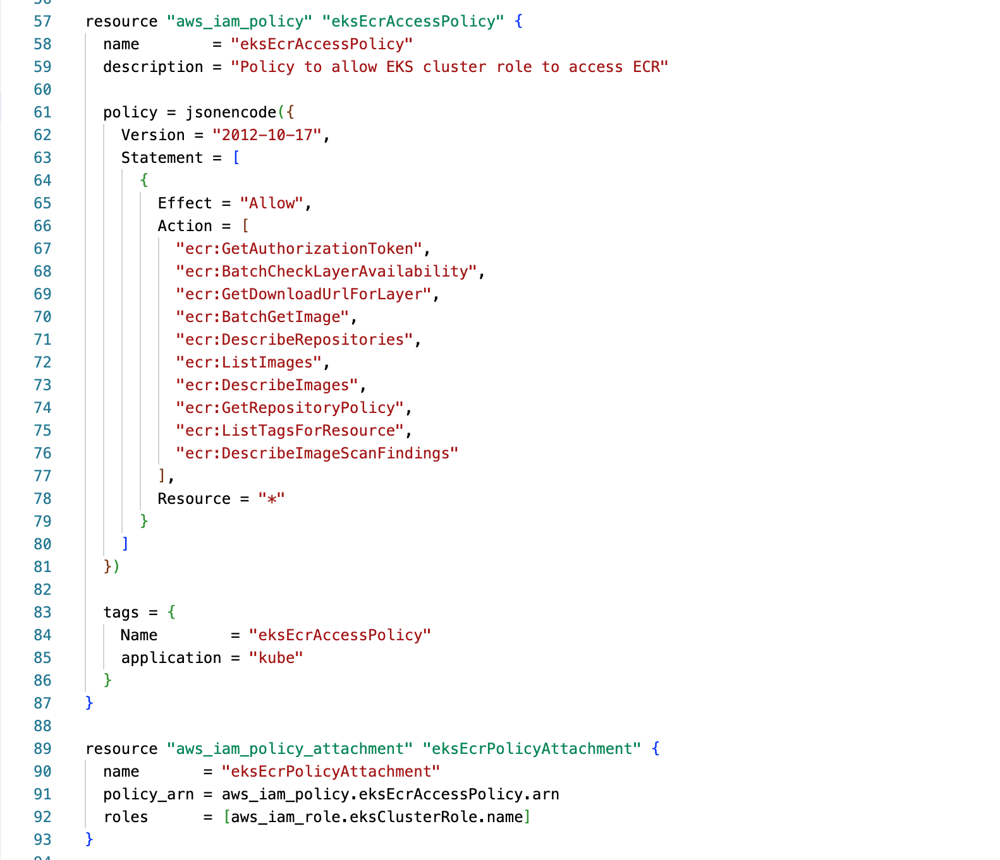 57 resource "aws_iam_policy" "eksEcrAccessPolicy" {
58 name = "eksEcrAccessPolicy"
59 description = "Policy to allow EKS cluster role to access ECR"
60
61 policy = jsonencode({
62 Version = "2012-10-17",
63 Statement = [
64 {
65 Effect = "Allow",
66 Action = [
67 "ecr:GetAuthorizationToken",
68 "ecr:BatchCheckLayerAvailability",
69 "ecr:GetDownloadUrlForLayer",
70 "ecr:BatchGetImage",
71 "ecr:DescribeRepositories",
72 "ecr:ListImages",
73 "ecr:DescribeImages",
74 "ecr:GetRepositoryPolicy",
75 "ecr:ListTagsForResource",
76 "ecr:DescribeImageScanFindings"
77 ],
78 Resource = "*"
79 }
80 ]
81 })
82
83 tags = {
84 Name = "eksEcrAccessPolicy"
85 application = "kube"
86 }
87 }
88
89 resource "aws_iam_policy_attachment" "eksEcrPolicyAttachment" {
90 name = "eksEcrPolicyAttachment"
91 policy_arn = aws_iam_policy.eksEcrAccessPolicy.arn
92 roles = [aws_iam_role.eksClusterRole.name]
93 }